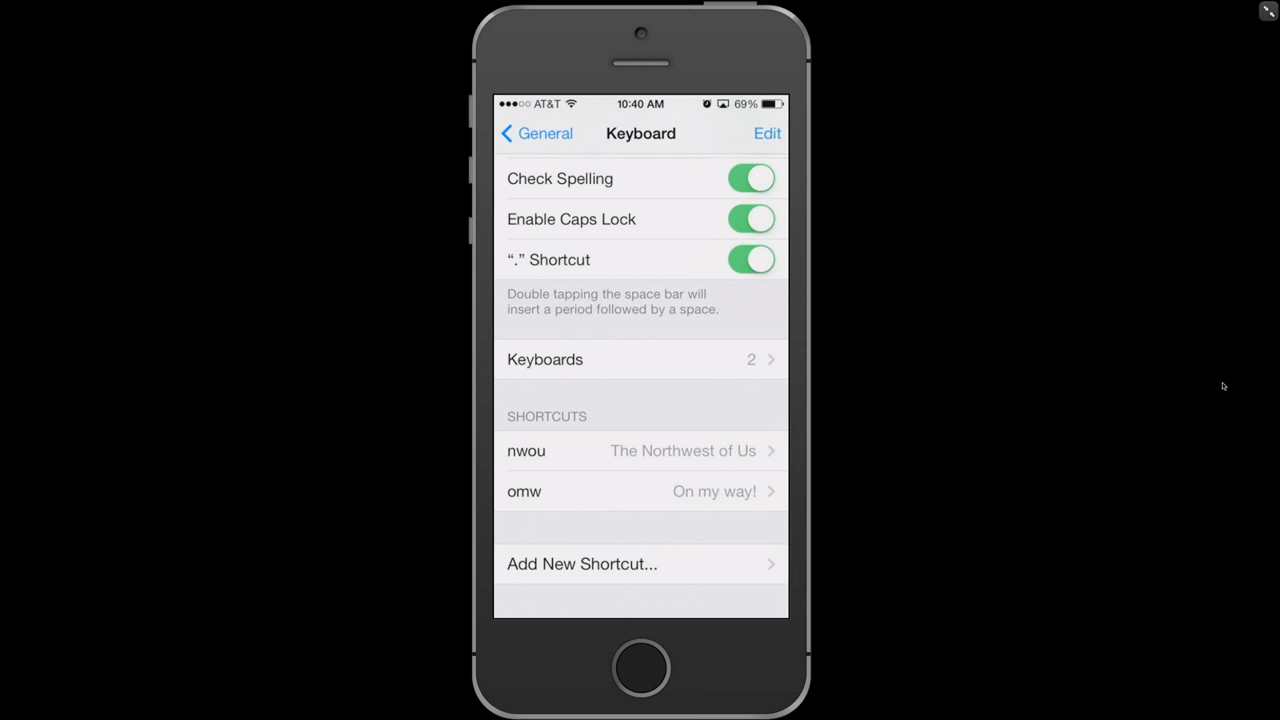 AT&T 10:40 AM 69%
General Keyboard Edit
Check Spelling
Enable Caps Lock
“.” Shortcut
Double tapping the space bar will
insert a period followed by a space.
Keyboards 2
SHORTCUTS
nwou The Northwest of Us
omw On my way!
Add New Shortcut...